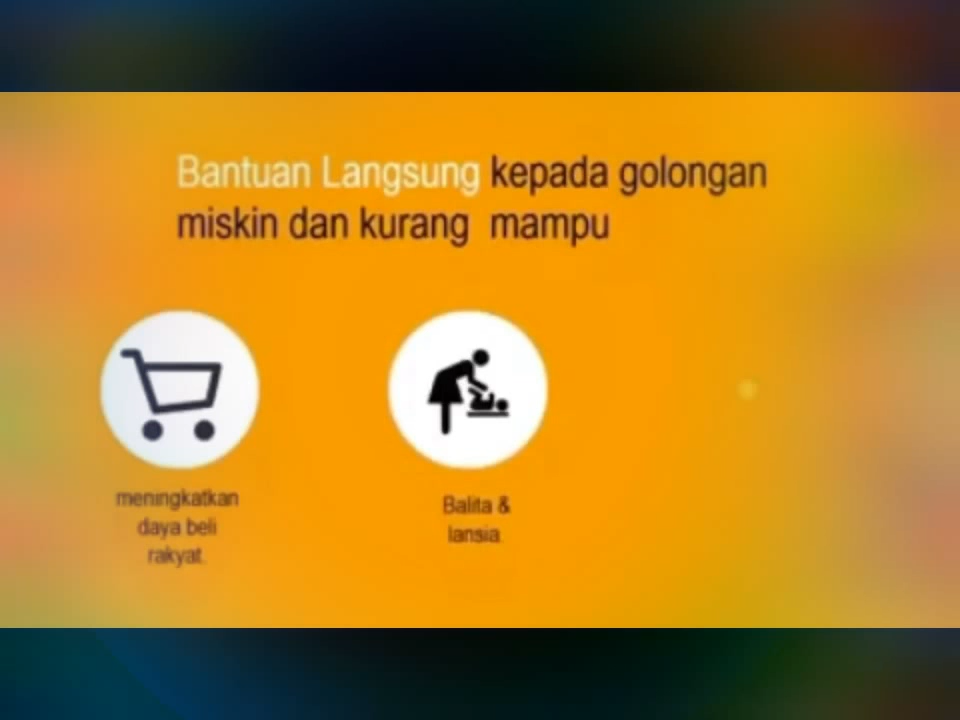 Bantuan Langsung kepada golongan
miskin dan kurang mampu
meningkatkan
daya beli
rakyat.
Balita &
lansia